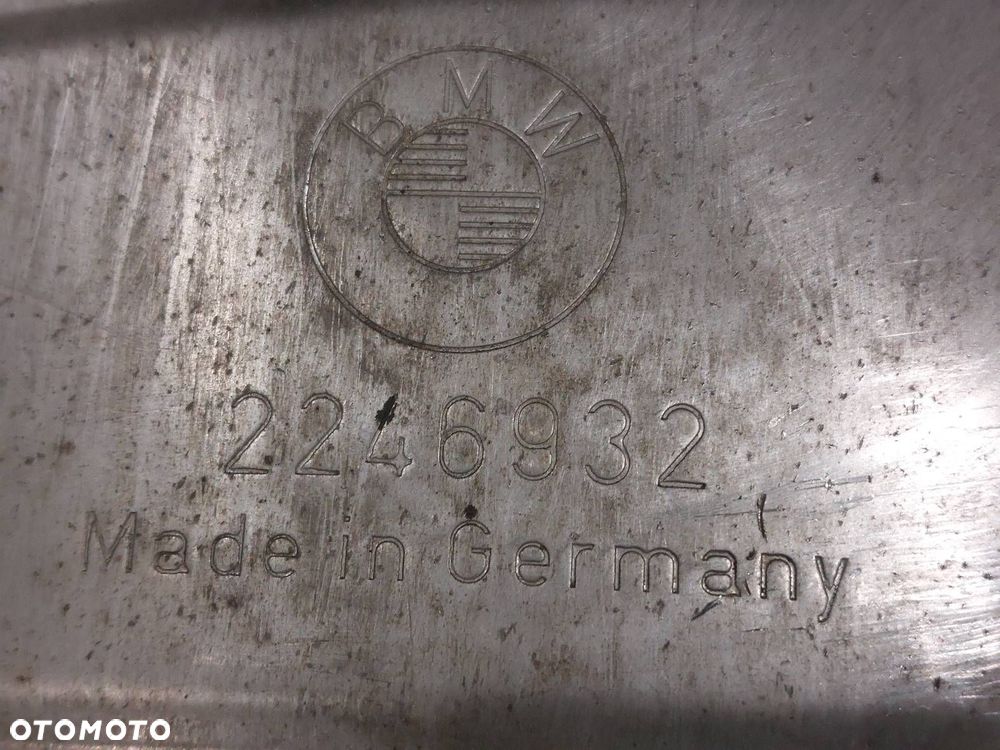 BMW
2246932
Made in Germany
OTOMOTO